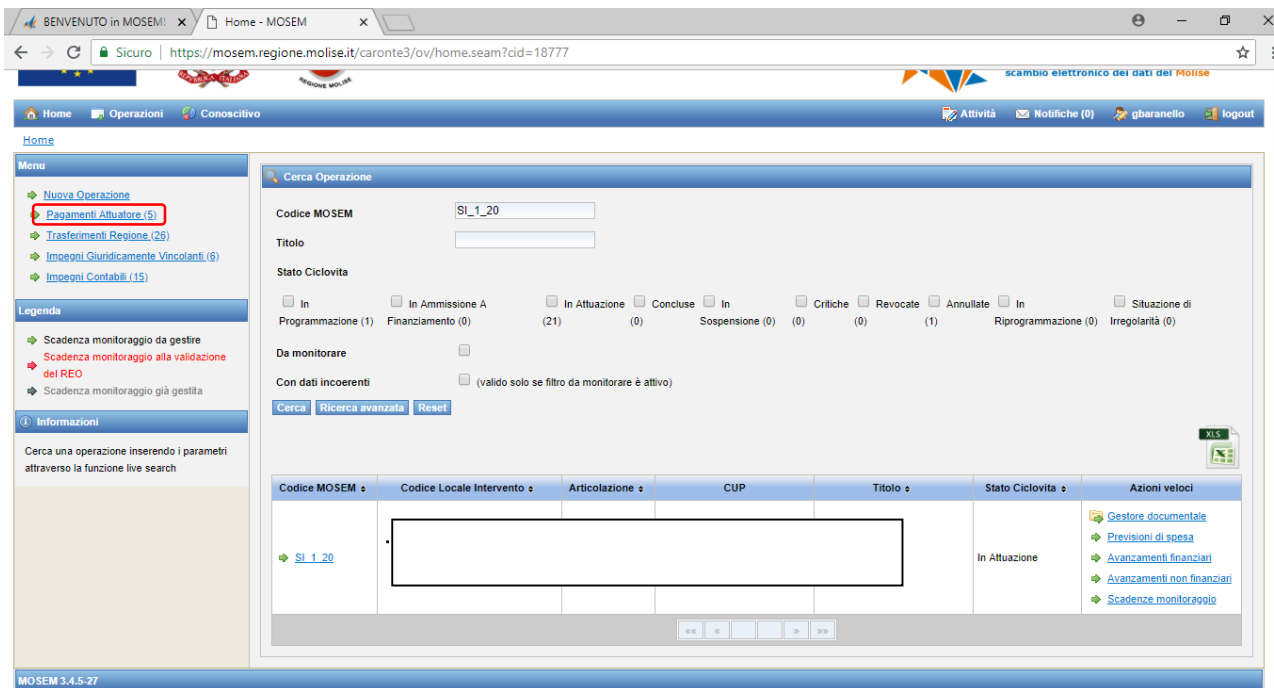 BENVENUTO in MOSEM!
Home - MOSEM
Sicuro | https://mosem.regione.molise.it/caronte3/ov/home.seam?cid=18777
REPVBBLICA ITALIANA
REGIONE MOLISE
scambio elettronico dei dati del Molise
Home Operazioni Conoscitivo
Attività Notifiche (0) gbaranello logout
Home
Menu
Nuova Operazione
Pagamenti Attuatore (5)
Trasferimenti Regione (26)
Impegni Giuridicamente Vincolanti (6)
Impegni Contabili (15)
Legenda
Scadenza monitoraggio da gestire
Scadenza monitoraggio alla validazione
del REO
Scadenza monitoraggio già gestita
Informazioni
Cerca una operazione inserendo i parametri
attraverso la funzione live search
Cerca Operazione
Codice MOSEM SI_1_20
Titolo
Stato Ciclovita
In Programmazione (1)
In Ammissione A Finanziamento (0)
In Attuazione (21)
Concluse (0)
In Sospensione (0)
Critiche (0)
Revocate (0)
Annullate (1)
In Riprogrammazione (0)
Situazione di Irregolarità (0)
Da monitorare
Con dati incoerenti (valido solo se filtro da monitorare è attivo)
Cerca Ricerca avanzata Reset
XLS
Codice MOSEM Codice Locale Intervento Articolazione CUP Titolo Stato Ciclovita Azioni veloci
SI_1_20
In Attuazione
Gestore documentale
Previsioni di spesa
Avanzamenti finanziari
Avanzamenti non finanziari
Scadenze monitoraggio
«« « » »»
MOSEM 3.4.5-27